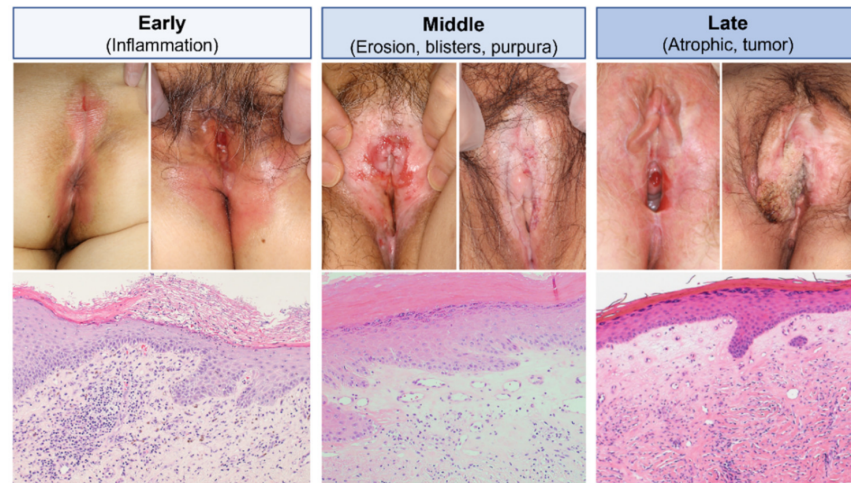 Early
(Inflammation)
Middle
(Erosion, blisters, purpura)
Late
(Atrophic, tumor)